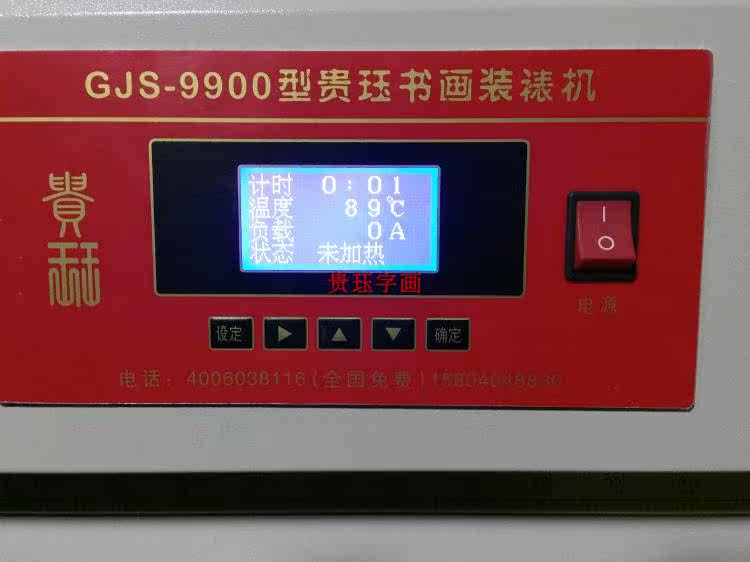 GJS-9900型贵珏书画装裱机
貴
计时 0:01
温度 89℃
负载 0A
状态 未加热
贵珏字画
电源
设定
确定
电话: 4006038116(全国免费)15804048830